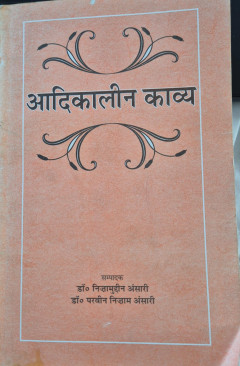 आदिकालीन काव्य
सम्पादक
डॉ० निज़ामुद्दीन अंसारी
डॉ० परवीन निज़ाम अंसारी